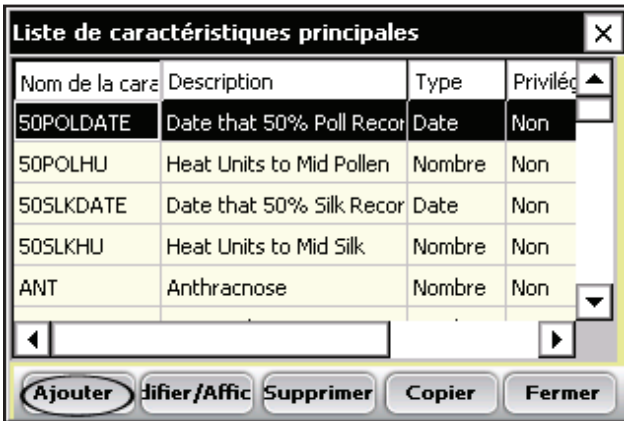 Liste de caractéristiques principales
Nom de la cara Description Type Privilég
50POLDATE Date that 50% Poll Recor Date Non
50POLHU Heat Units to Mid Pollen Nombre Non
50SLKDATE Date that 50% Silk Recor Date Non
50SLKHU Heat Units to Mid Silk Nombre Non
ANT Anthracnose Nombre Non
Ajouter difier/Affic Supprimer Copier Fermer